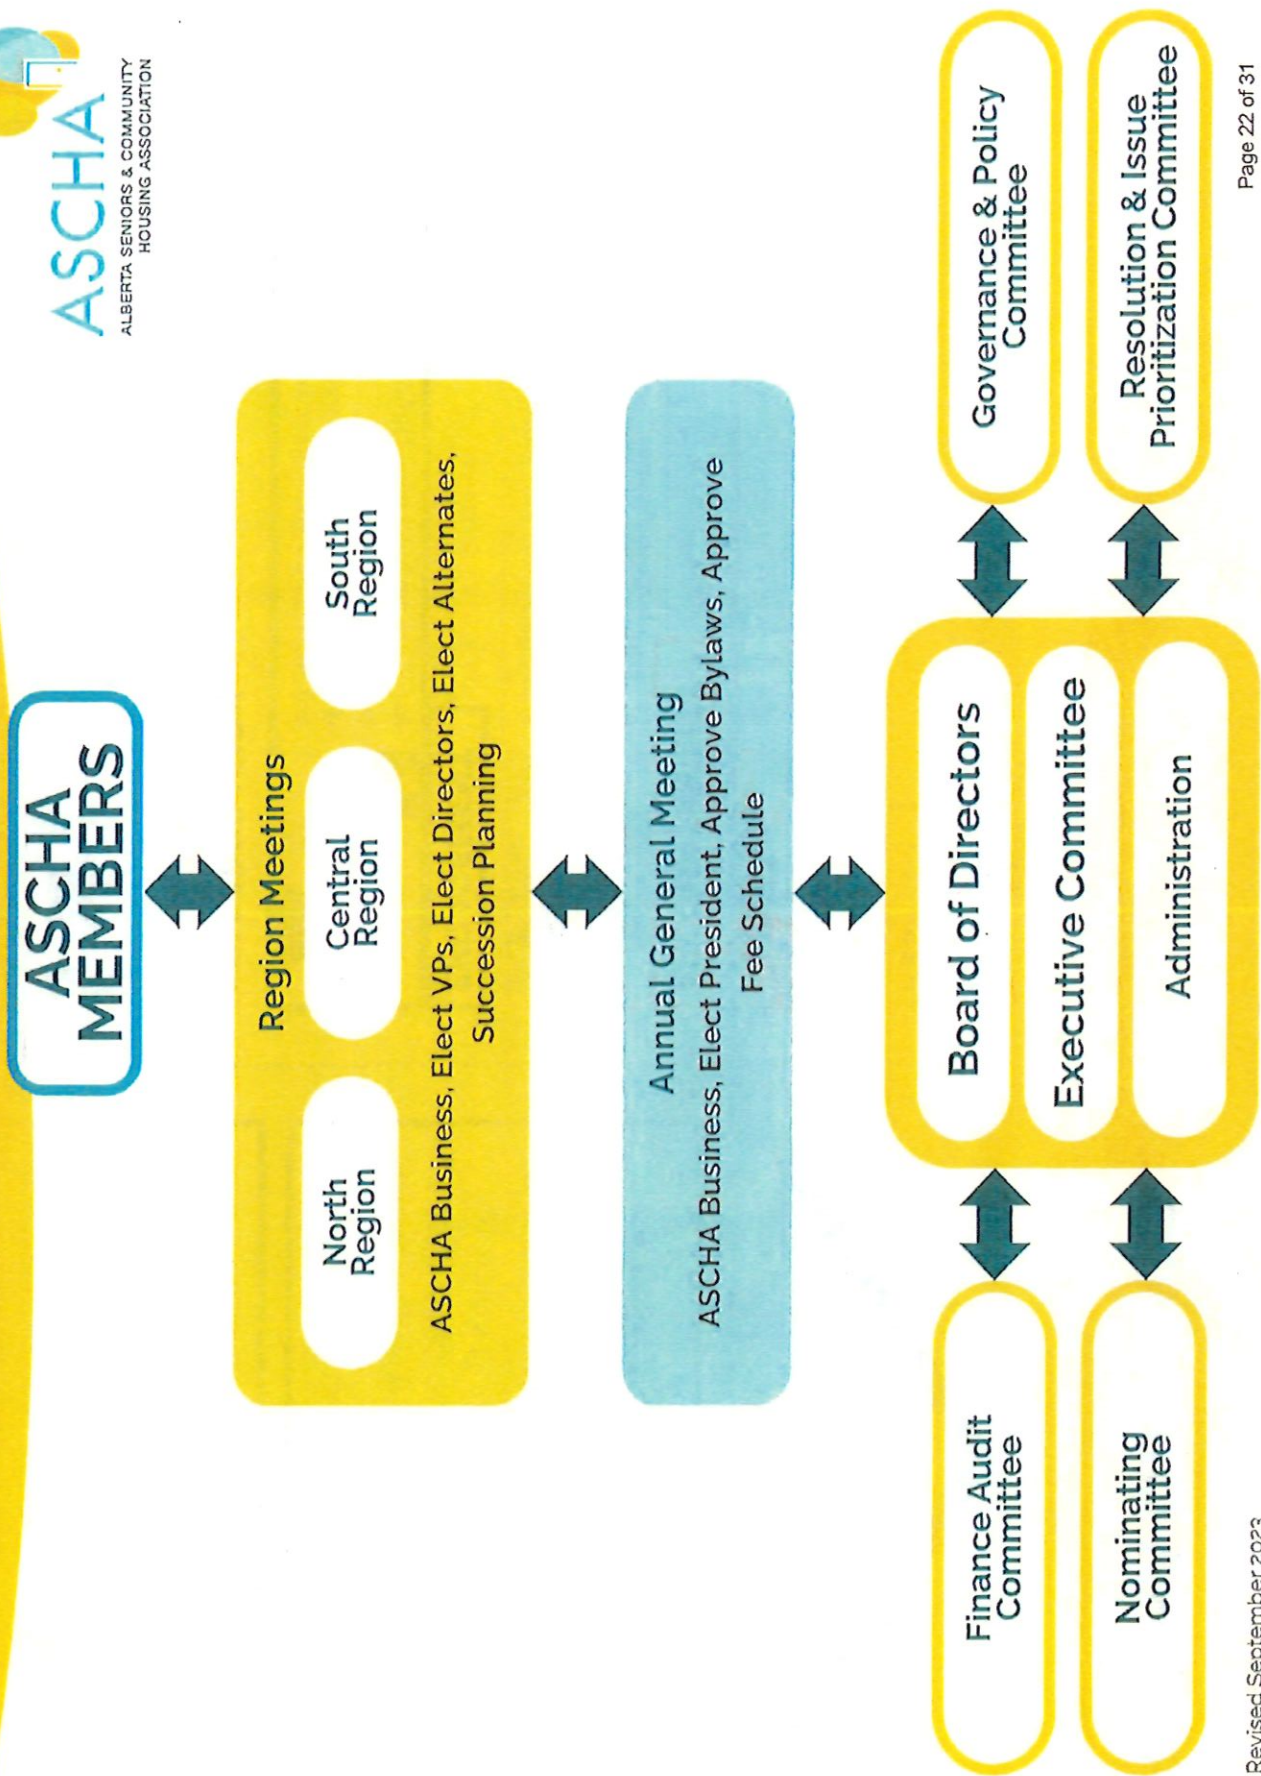 ASCHA
ALBERTA SENIORS & COMMUNITY
HOUSING ASSOCIATION
ASCHA
MEMBERS
Region Meetings
North
Region
Central
Region
South
Region
ASCHA Business, Elect VPs, Elect Directors, Elect Alternates,
Succession Planning
Annual General Meeting
ASCHA Business, Elect President, Approve Bylaws, Approve
Fee Schedule
Finance Audit
Committee
Nominating
Committee
Board of Directors
Executive Committee
Administration
Governance & Policy
Committee
Resolution & Issue
Prioritization Committee
Revised September 2023
Page 22 of 31